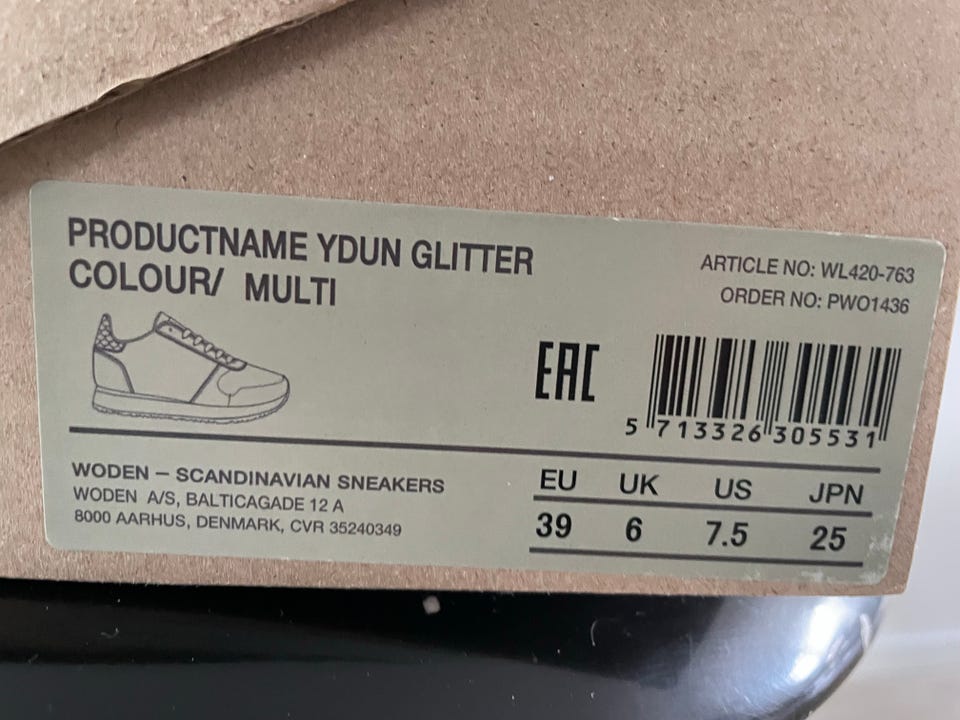 PRODUCTNAME YDUN GLITTER
COLOUR/ MULTI
ARTICLE NO: WL420-763
ORDER NO: PWO1436
EAC
5 713326 305531
WODEN – SCANDINAVIAN SNEAKERS
WODEN A/S, BALTICAGADE 12 A
8000 AARHUS, DENMARK, CVR 35240349
EU UK US JPN
39 6 7.5 25